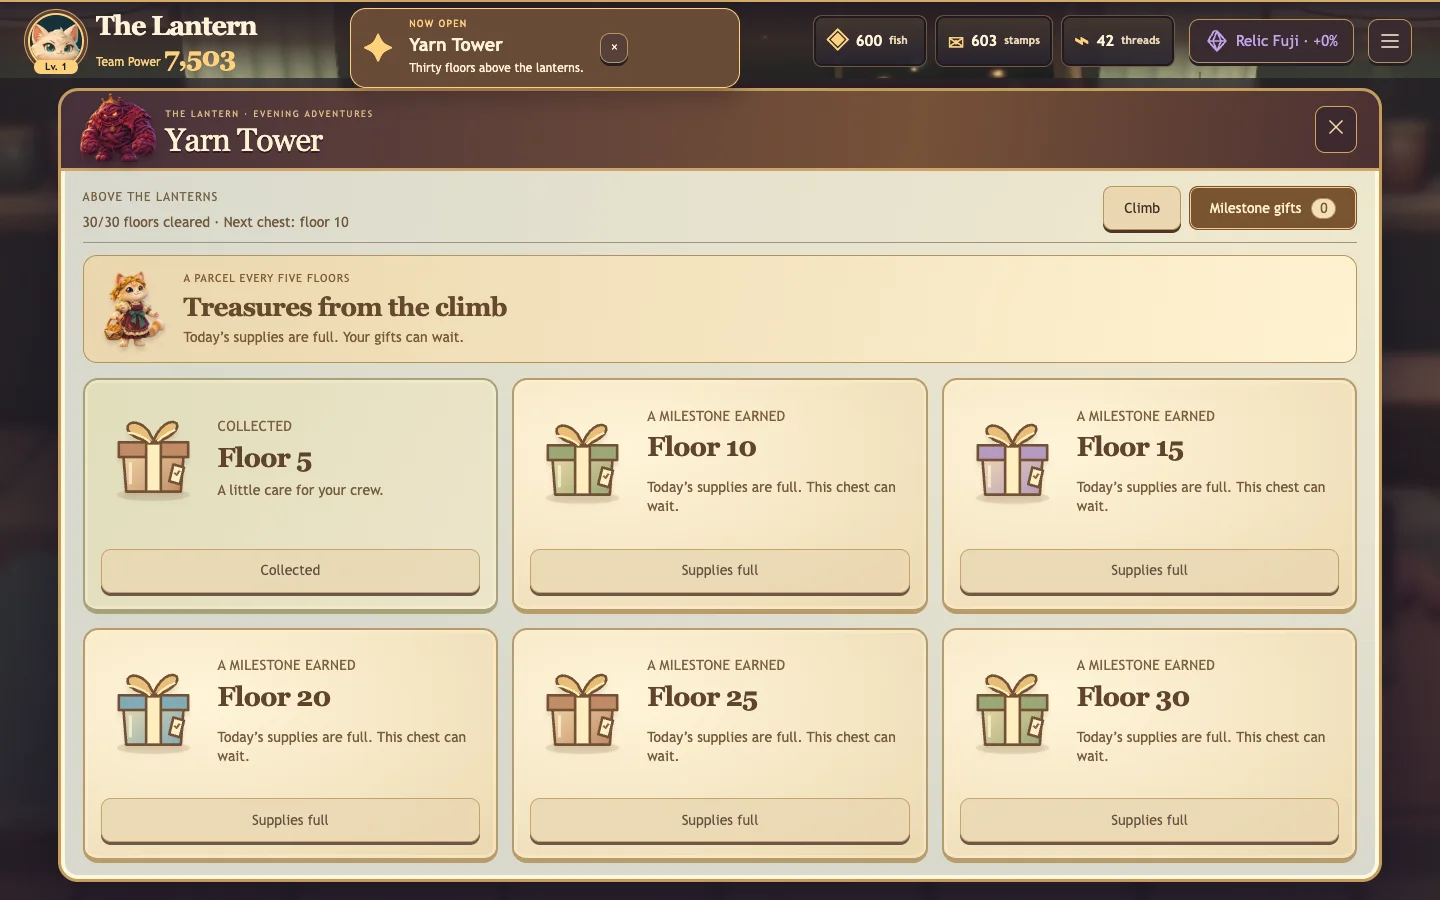 The Lantern
Team Power 7,503
Lv. 1
NOW OPEN
Yarn Tower
Thirty floors above the lanterns.
×
600 fish
603 stamps
42 threads
Relic Fuji · +0%
THE LANTERN · EVENING ADVENTURES
Yarn Tower
ABOVE THE LANTERNS
30/30 floors cleared · Next chest: floor 10
Climb
Milestone gifts 0
A PARCEL EVERY FIVE FLOORS
Treasures from the climb
Today’s supplies are full. Your gifts can wait.
COLLECTED
Floor 5
A little care for your crew.
Collected
A MILESTONE EARNED
Floor 10
Today’s supplies are full. This chest can
wait.
Supplies full
A MILESTONE EARNED
Floor 15
Today’s supplies are full. This chest can
wait.
Supplies full
A MILESTONE EARNED
Floor 20
Today’s supplies are full. This chest can
wait.
Supplies full
A MILESTONE EARNED
Floor 25
Today’s supplies are full. This chest can
wait.
Supplies full
A MILESTONE EARNED
Floor 30
Today’s supplies are full. This chest can
wait.
Supplies full